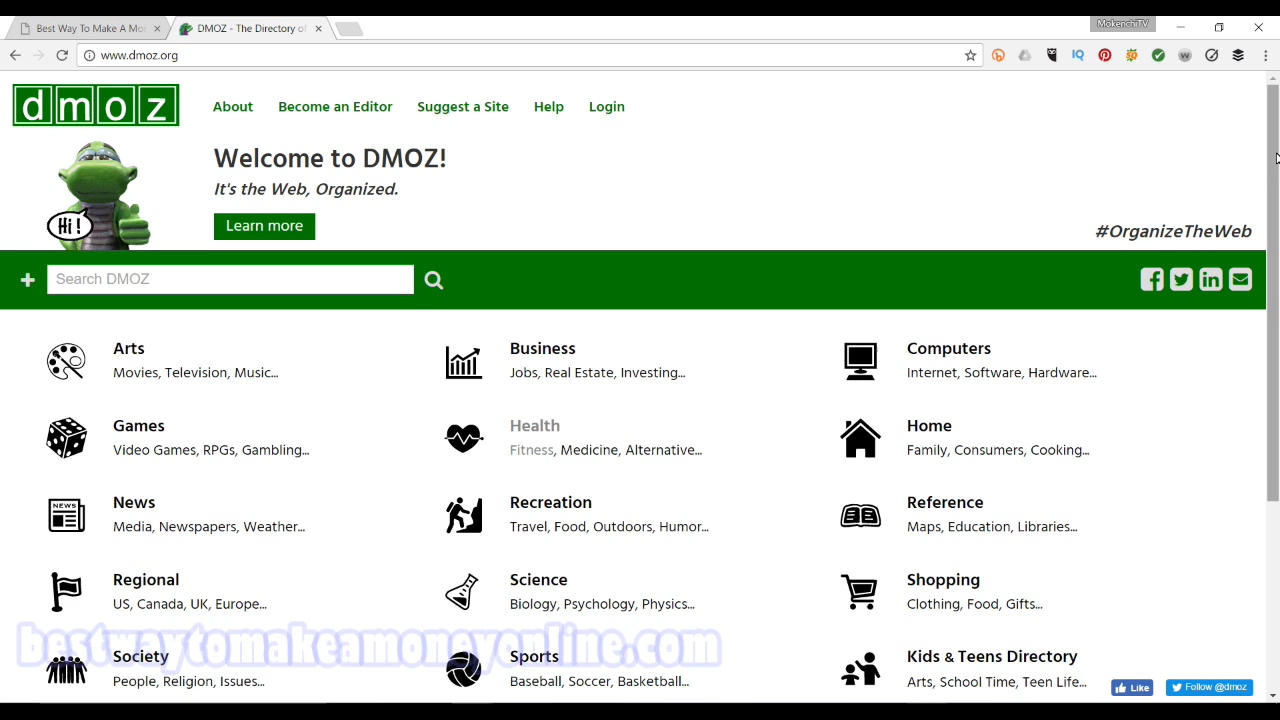 MokenchiTV
Best Way To Make A Mo
DMOZ - The Directory of
www.dmoz.org
dmoz
About Become an Editor Suggest a Site Help Login
Welcome to DMOZ!
It's the Web, Organized.
Hi !
Learn more
#OrganizeTheWeb
Search DMOZ
Arts
Movies, Television, Music...
Business
Jobs, Real Estate, Investing...
Computers
Internet, Software, Hardware...
Games
Video Games, RPGs, Gambling...
Health
Fitness, Medicine, Alternative...
Home
Family, Consumers, Cooking...
NEWS
News
Media, Newspapers, Weather...
Recreation
Travel, Food, Outdoors, Humor...
Reference
Maps, Education, Libraries...
Regional
US, Canada, UK, Europe...
Science
Biology, Psychology, Physics...
Shopping
Clothing, Food, Gifts...
bestwaytomakeamoneyonline.com
Society
People, Religion, Issues...
Sports
Baseball, Soccer, Basketball...
Kids & Teens Directory
Arts, School Time, Teen Life...
Like
Follow @dmoz